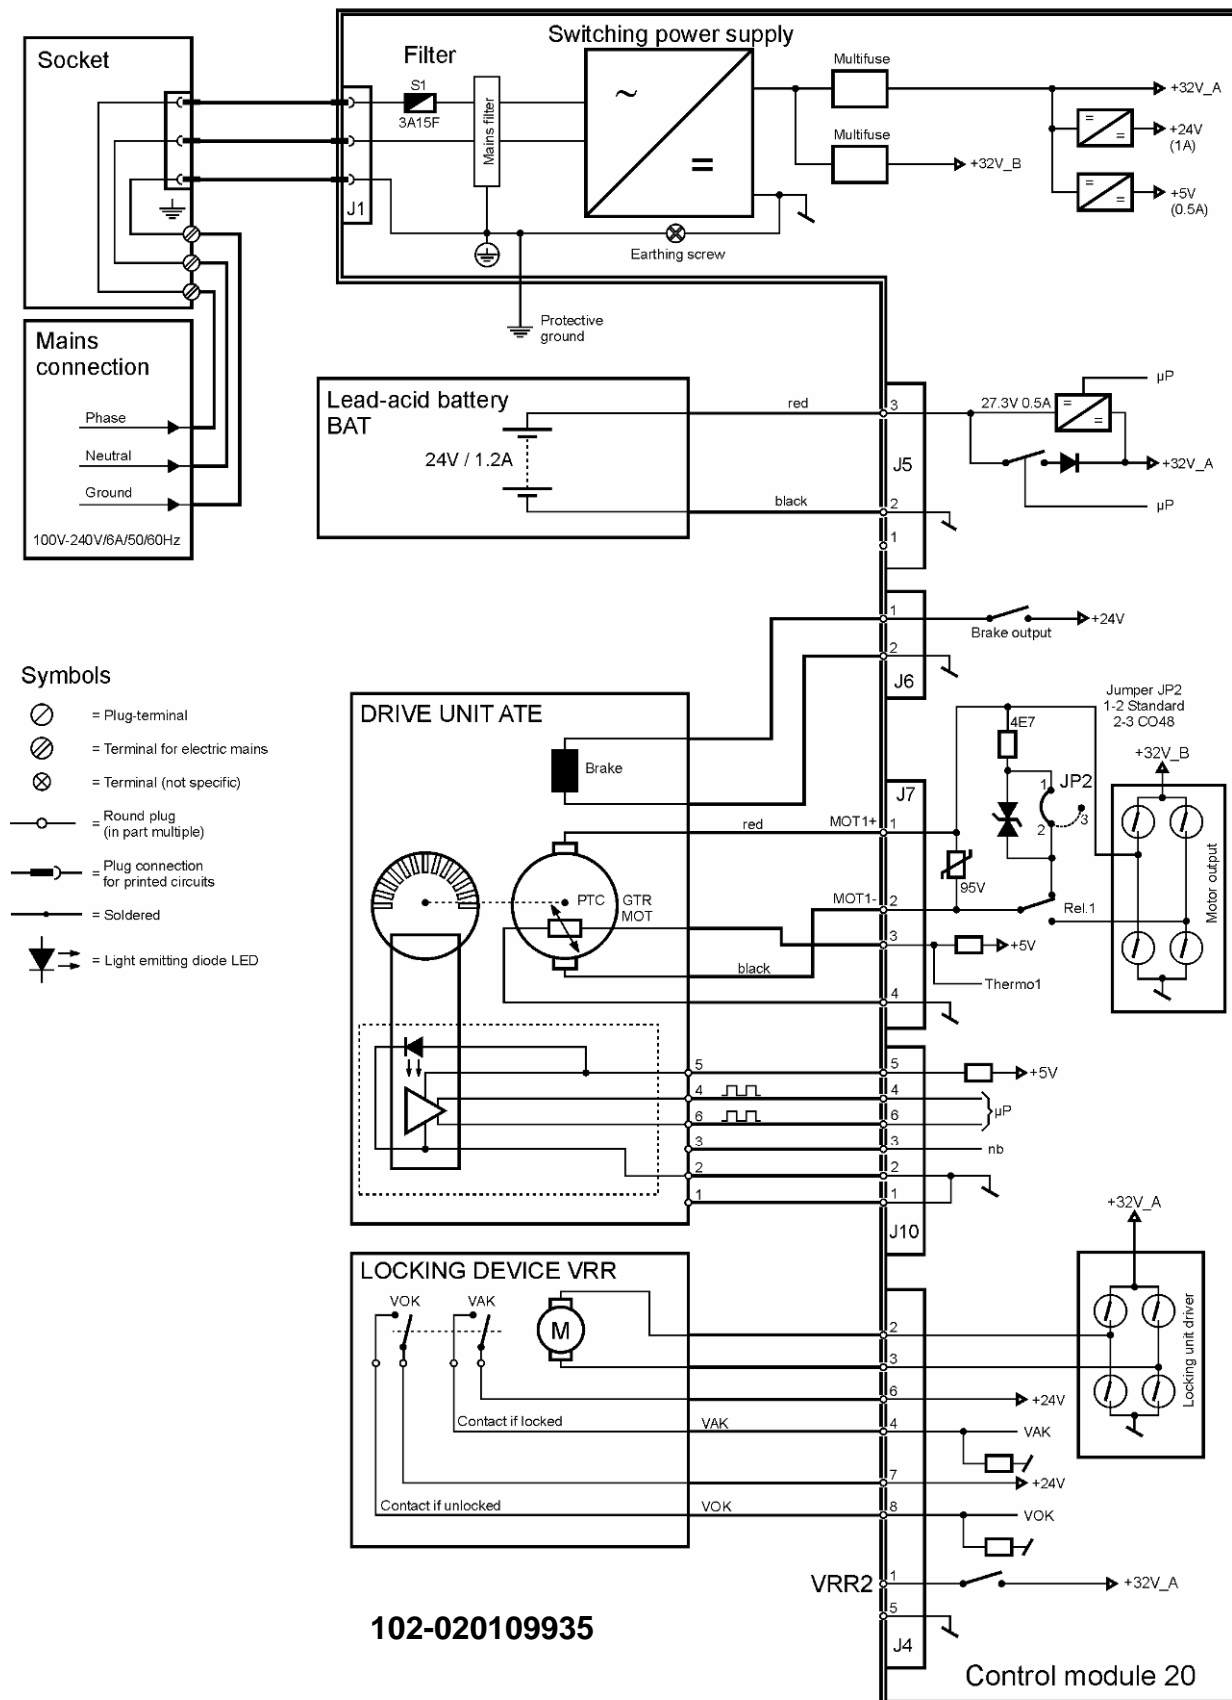 Socket
Filter
Switching power supply
S1
3A15F
Mains filter
J1
~
=
Multifuse
+32V_A
= =
+24V
(1A)
Multifuse
+32V_B
= =
+5V
(0.5A)
Earthing screw
Protective
ground
Mains
connection
Phase
Neutral
Ground
100V-240V/6A/50/60Hz
Lead-acid battery
BAT
24V / 1.2A
red
black
3
J5
2
1
27.3V 0.5A
= =
µP
+32V_A
µP
1
2
J6
Brake output
+24V
Symbols
= Plug-terminal
= Terminal for electric mains
= Terminal (not specific)
= Round plug
(in part multiple)
= Plug connection
for printed circuits
= Soldered
= Light emitting diode LED
DRIVE UNIT ATE
Brake
red
PTC
GTR
MOT
black
J7
MOT1+
1
MOT1-
2
3
4
95V
4E7
Jumper JP2
1-2 Standard
2-3 CO48
+32V_B
1
JP2
2
3
Rel.1
Motor output
+5V
Thermo1
5
5
+5V
4
4
6
6
µP
3
3
nb
2
2
1
1
J10
LOCKING DEVICE VRR
VOK
VAK
M
2
3
6
+24V
Contact if locked
VAK
4
VAK
7
+24V
Contact if unlocked
VOK
8
VOK
+32V_A
Locking unit driver
VRR2
1
+32V_A
5
J4
102-020109935
Control module 20